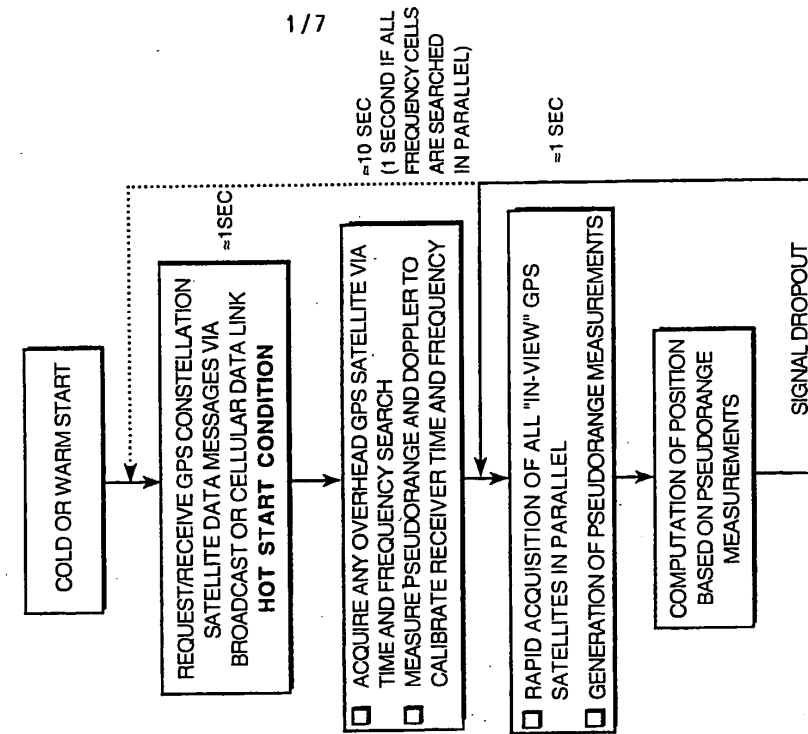 1/7
COLD OR WARM START
REQUEST/RECEIVE GPS CONSTELLATION
SATELLITE DATA MESSAGES VIA
BROADCAST OR CELLULAR DATA LINK
HOT START CONDITION
≈1SEC
☐ ACQUIRE ANY OVERHEAD GPS SATELLITE VIA
TIME AND FREQUENCY SEARCH
☐ MEASURE PSEUDORANGE AND DOPPLER TO
CALIBRATE RECEIVER TIME AND FREQUENCY
≈10 SEC
(1 SECOND IF ALL
FREQUENCY CELLS
ARE SEARCHED
IN PARALLEL)
☐ RAPID ACQUISITION OF ALL "IN-VIEW" GPS
SATELLITES IN PARALLEL
☐ GENERATION OF PSEUDORANGE MEASUREMENTS
≈1 SEC
COMPUTATION OF POSITION
BASED ON PSEUDORANGE
MEASUREMENTS
SIGNAL DROPOUT